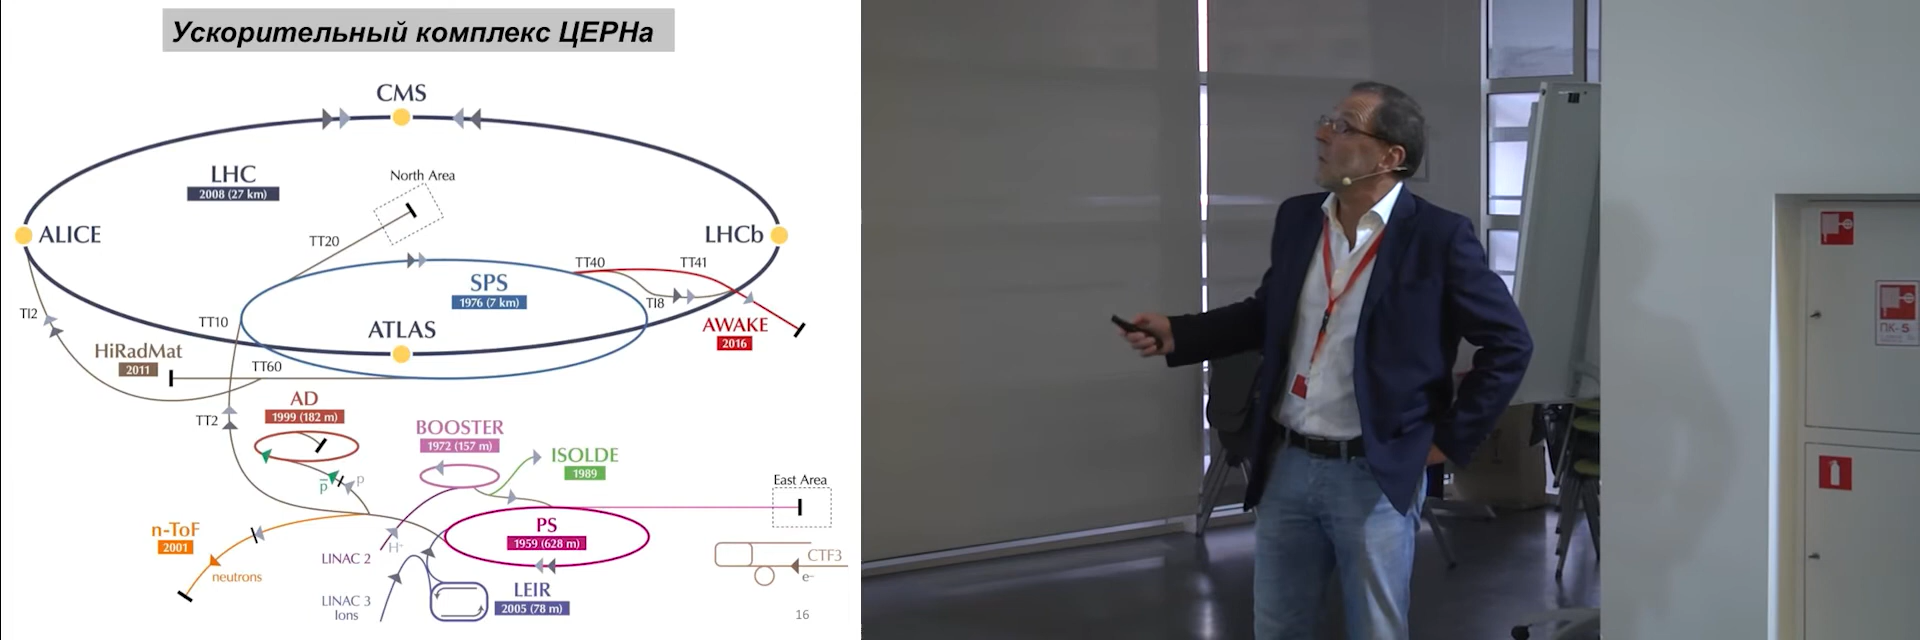 Ускорительный комплекс ЦЕРНа
CMS
LHC
2008 (27 km)
North Area
ALICE
LHCb
TT20
TT40
TT41
SPS
1976 (7 km)
TI8
TI2
TT10
ATLAS
AWAKE
2016
HiRadMat
2011
TT60
AD
1999 (182 m)
TT2
BOOSTER
1972 (157 m)
ISOLDE
1989
p
p̅
East Area
n-ToF
2001
PS
1959 (628 m)
H-
LINAC 2
CTF3
neutrons
e-
LEIR
2005 (78 m)
LINAC 3
Ions
16
ПК-5